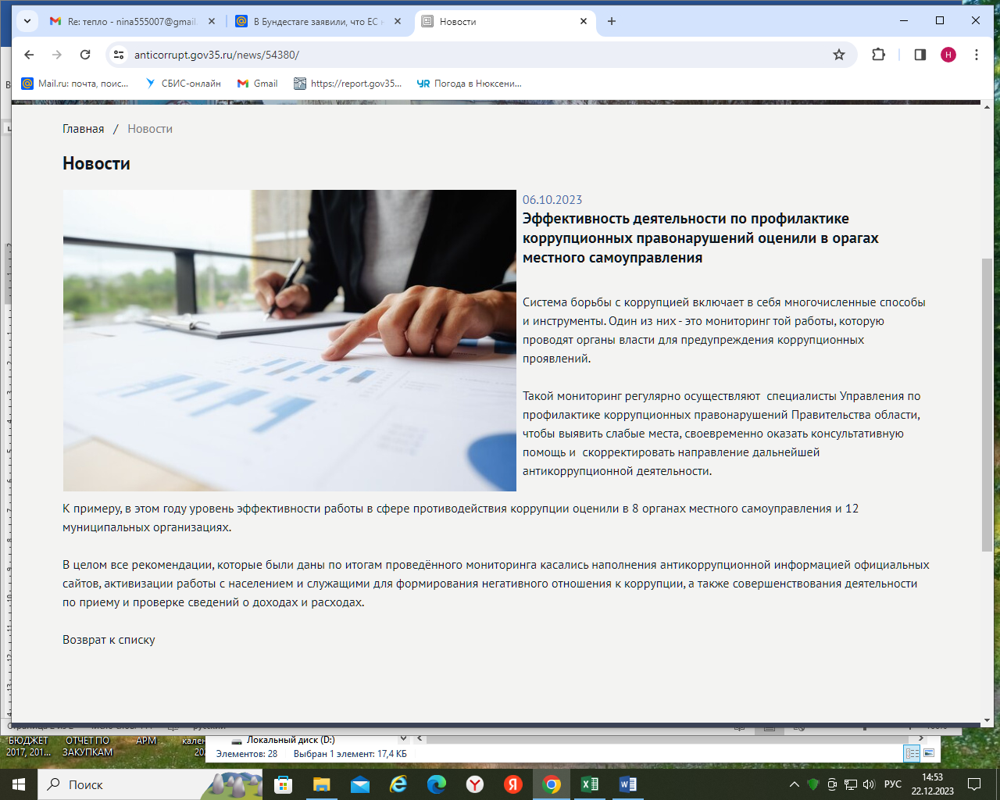 Re: тепло - nina555007@gmail.
В Бундестаге заявили, что ЕС н
Новости
anticorrupt.gov35.ru/news/54380/
Н
Mail.ru: почта, поис...
СБИС-онлайн
Gmail
https://report.gov35...
Погода в Нюксени...
Главная / Новости
Новости
06.10.2023
Эффективность деятельности по профилактике
коррупционных правонарушений оценили в орагах
местного самоуправления
Система борьбы с коррупцией включает в себя многочисленные способы
и инструменты. Один из них - это мониторинг той работы, которую
проводят органы власти для предупреждения коррупционных
проявлений.
Такой мониторинг регулярно осуществляют  специалисты Управления по
профилактике коррупционных правонарушений Правительства области,
чтобы выявить слабые места, своевременно оказать консультативную
помощь и  скорректировать направление дальнейшей
антикоррупционной деятельности.
К примеру, в этом году уровень эффективности работы в сфере противодействия коррупции оценили в 8 органах местного самоуправления и 12
муниципальных организациях.
В целом все рекомендации, которые были даны по итогам проведённого мониторинга касались наполнения антикоррупционной информацией официальных
сайтов, активизации работы с населением и служащими для формирования негативного отношения к коррупции, а также совершенствования деятельности
по приему и проверке сведений о доходах и расходах.
Возврат к списку
БЮДЖЕТ
2017, 201...
ОТЧЕТ ПО
ЗАКУПКАМ
АРМ
кален
20
Локальный диск (D:)
Элементов: 28 Выбран 1 элемент: 17,4 КБ
Поиск
РУС
14:53
22.12.2023